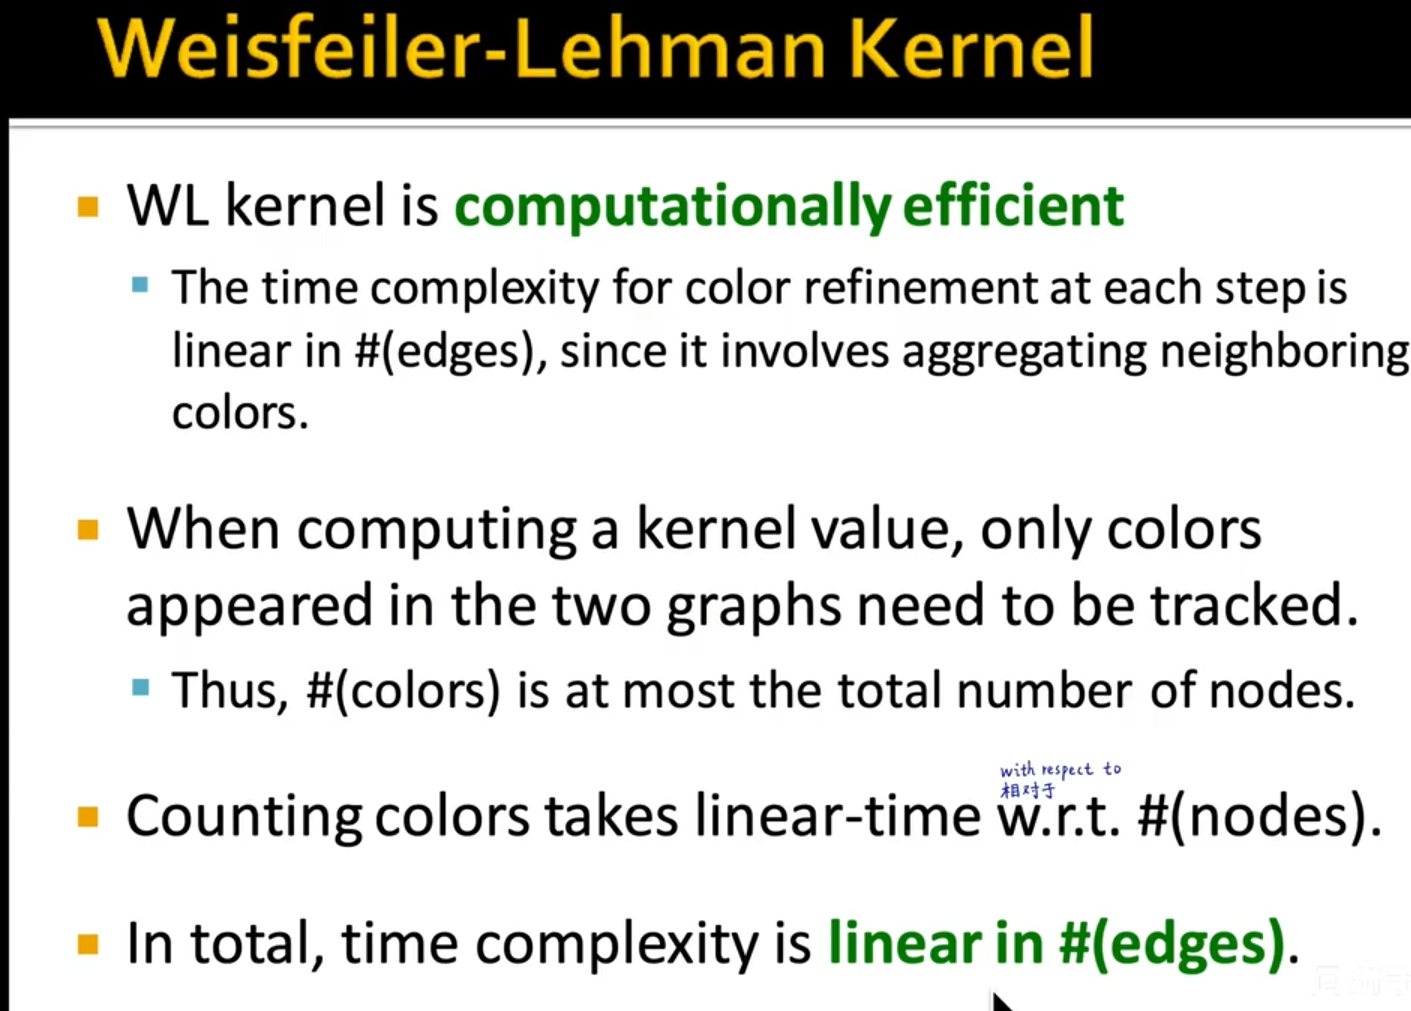 Weisfeiler-Lehman Kernel
WL kernel is computationally efficient
The time complexity for color refinement at each step is
linear in #(edges), since it involves aggregating neighboring
colors.
When computing a kernel value, only colors
appeared in the two graphs need to be tracked.
Thus, #(colors) is at most the total number of nodes.
with respect to
相对于
Counting colors takes linear-time w.r.t. #(nodes).
In total, time complexity is linear in #(edges).